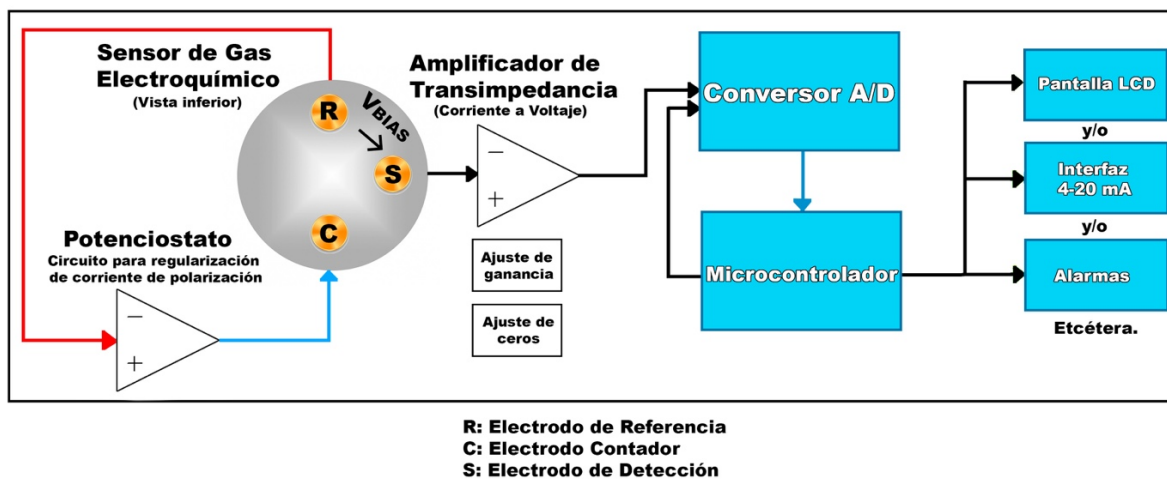 Sensor de Gas
Electroquímico
(Vista inferior)
R
VBIAS
S
C
Potenciostato
Circuito para regularización
de corriente de polarización
−
+
Amplificador de
Transimpedancia
(Corriente a Voltaje)
−
+
Ajuste de
ganancia
Ajuste de
ceros
Conversor A/D
Microcontrolador
Pantalla LCD
y/o
Interfaz
4-20 mA
y/o
Alarmas
Etcétera.
R: Electrodo de Referencia
C: Electrodo Contador
S: Electrodo de Detección